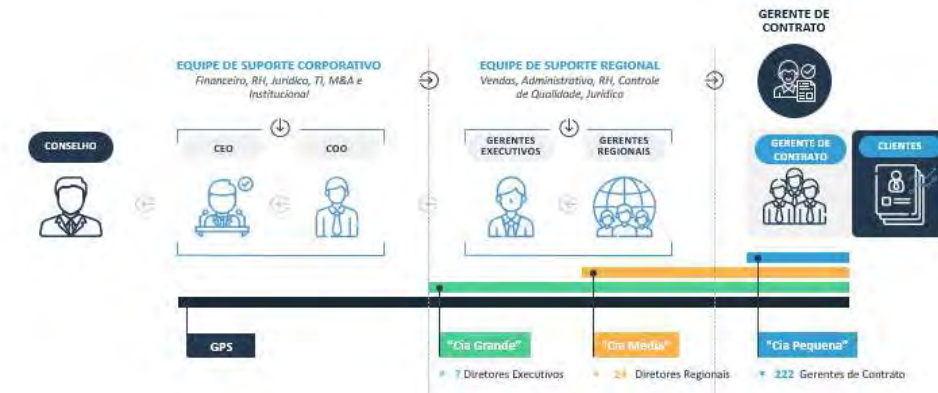 GERENTE DE
CONTRATO
EQUIPE DE SUPORTE CORPORATIVO
Financeiro, RH, Jurídico, TI, M&A e
Institucional
EQUIPE DE SUPORTE REGIONAL
Vendas, Administrativo, RH, Controle
de Qualidade, Jurídico
CONSELHO
CEO
COO
GERENTES
EXECUTIVOS
GERENTES
REGIONAIS
GERENTE DE
CONTRATO
CLIENTES
GPS
"Cia Grande"
"Cia Média"
"Cia Pequena"
7 Diretores Executivos
24 Diretores Regionais
222 Gerentes de Contrato